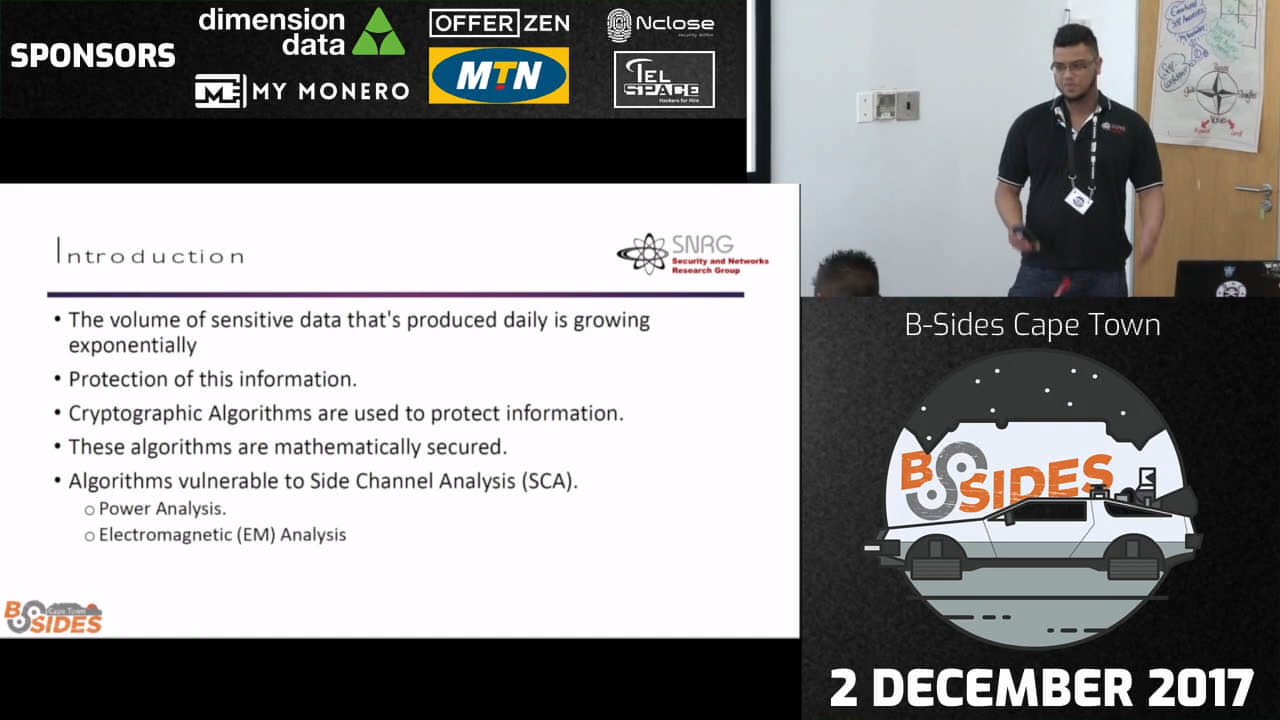 SPONSORS
dimension
data
MY MONERO
OFFER ZEN
MTN
Nclose
TEL
SPACE
Hackers for Hire
Introduction
SNRG
Security and Networks
Research Group
• The volume of sensitive data that's produced daily is growing
exponentially
• Protection of this information.
• Cryptographic Algorithms are used to protect information.
• These algorithms are mathematically secured.
• Algorithms vulnerable to Side Channel Analysis (SCA).
○ Power Analysis.
○ Electromagnetic (EM) Analysis
B SIDES
Cape Town
B-Sides Cape Town
B SIDES
2 DECEMBER 2017